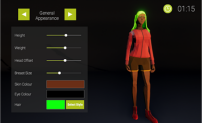 General
Appearance
01:15
Height
Weight
Head Offset
Breast Size
Skin Colour
Eye Colour
Hair